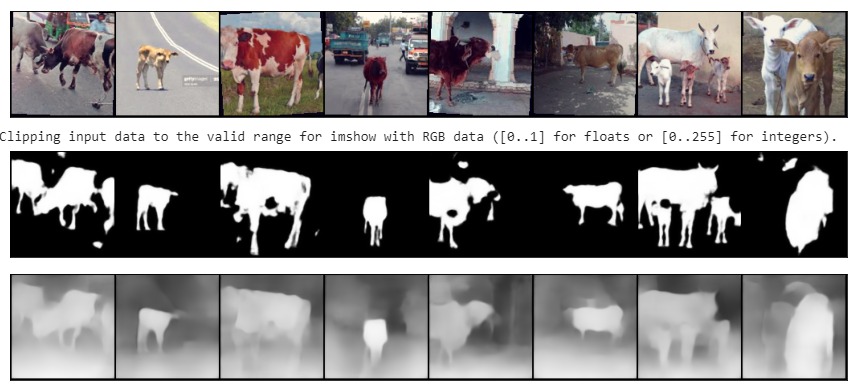 Clipping input data to the valid range for imshow with RGB data ([0..1] for floats or [0..255] for integers).